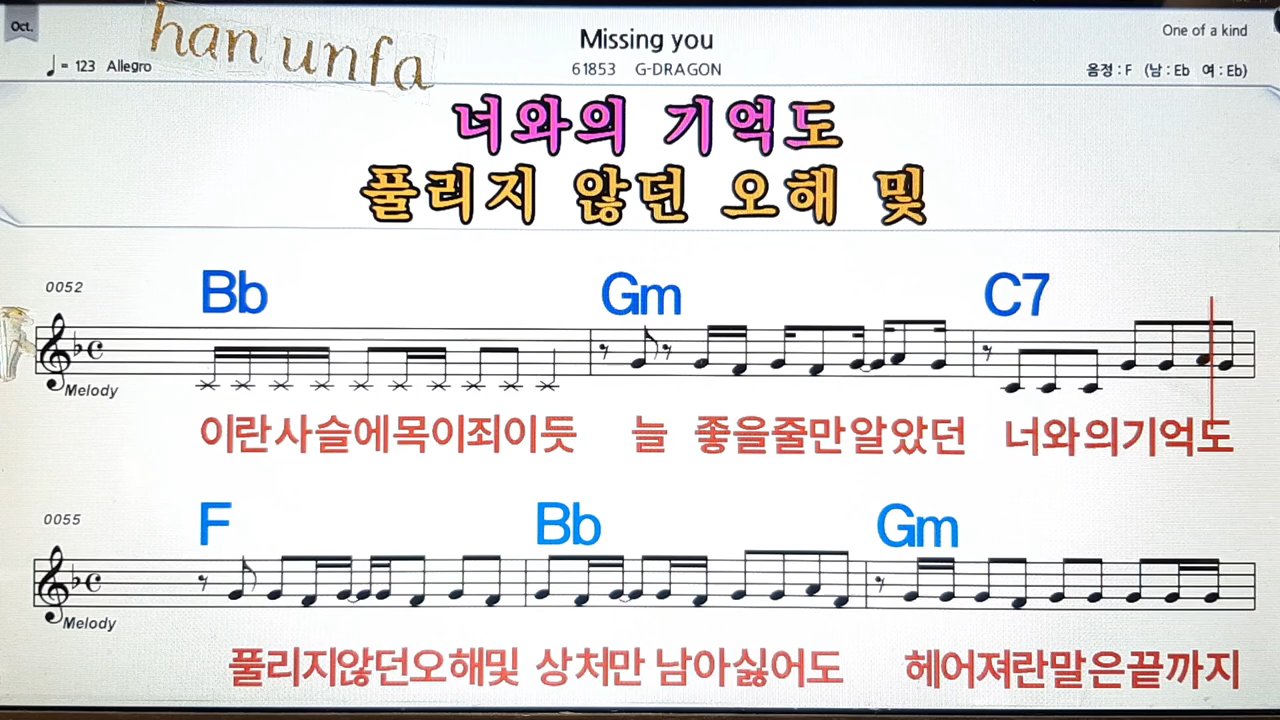 Oct.
han unfa
Missing you
One of a kind
♩= 123 Allegro
61853 G-DRAGON
음정 : F (남 : Eb 여 : Eb)
너와의 기억도
풀리지 않던 오해 및
0052
Bb Gm C7
Melody
이란사슬에목이죄이듯 늘 좋을줄만알았던 너와의기억도
0055
F Bb Gm
Melody
풀리지않던오해및 상처만 남아싫어도 헤어져란말은끝까지